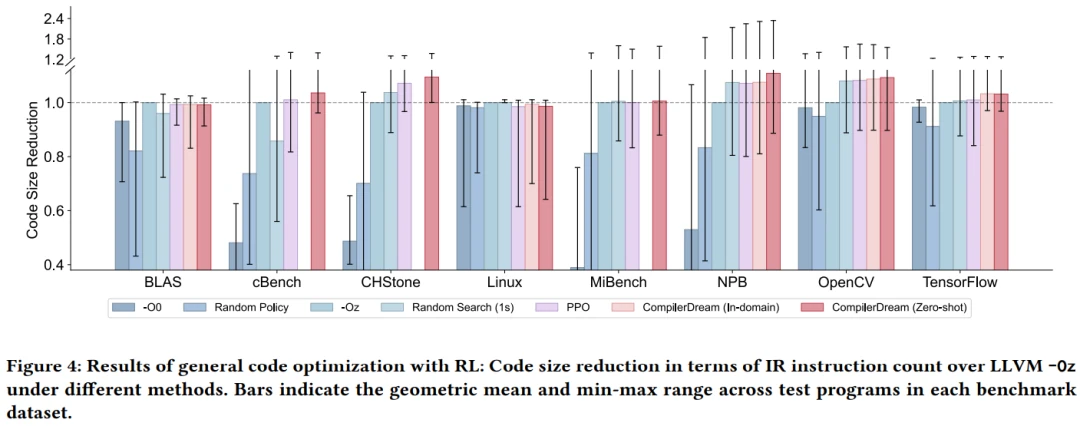 2.4
1.8
1.2
1.0
0.8
0.6
0.4
Code Size Reduction
BLAS cBench CHStone Linux MiBench NPB OpenCV TensorFlow
-O0 Random Policy -Oz Random Search (1s) PPO CompilerDream (In-domain) CompilerDream (Zero-shot)
Figure 4: Results of general code optimization with RL: Code size reduction in terms of IR instruction count over LLVM -Oz
under different methods. Bars indicate the geometric mean and min-max range across test programs in each benchmark
dataset.